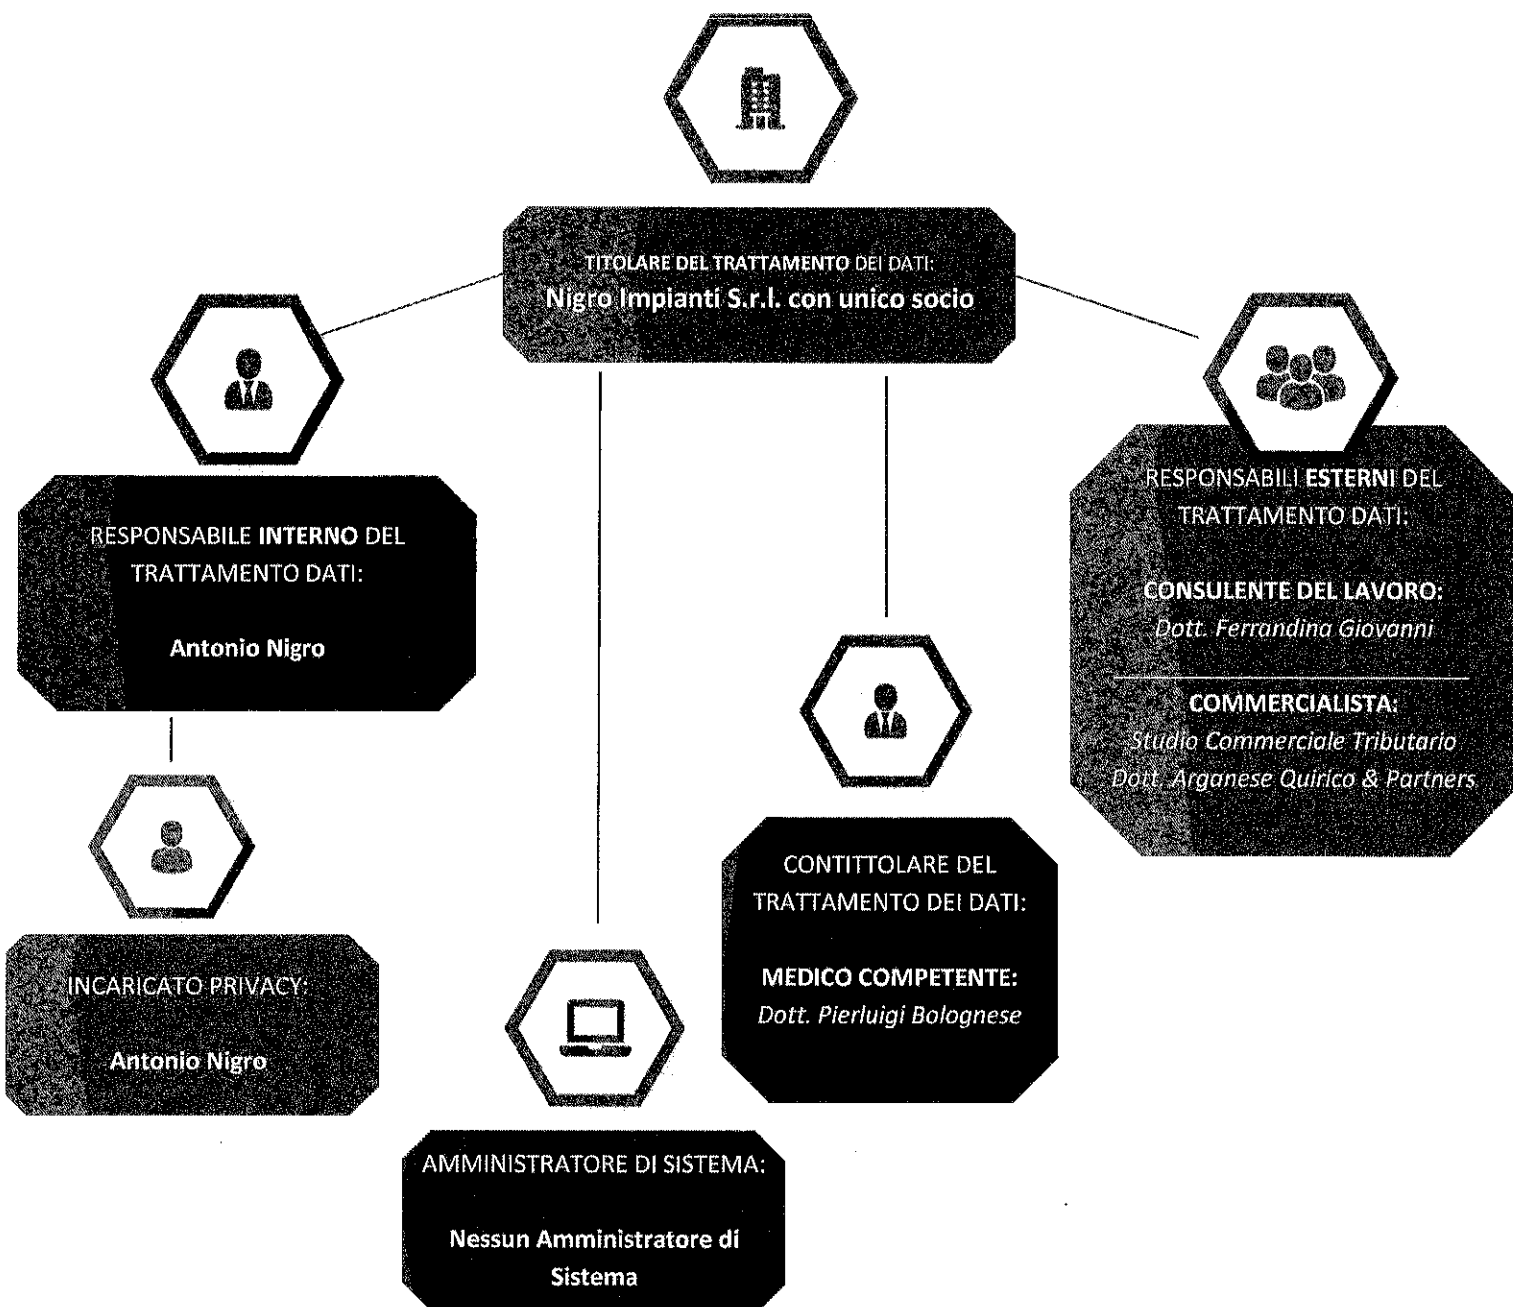 TITOLARE DEL TRATTAMENTO DEI DATI:
Nigro Impianti S.r.l. con unico socio
RESPONSABILE INTERNO DEL
TRATTAMENTO DATI:
Antonio Nigro
INCARICATO PRIVACY:
Antonio Nigro
AMMINISTRATORE DI SISTEMA:
Nessun Amministratore di
Sistema
CONTITTOLARE DEL
TRATTAMENTO DEI DATI:
MEDICO COMPETENTE:
Dott. Pierluigi Bolognese
RESPONSABILI ESTERNI DEL
TRATTAMENTO DATI:
CONSULENTE DEL LAVORO:
Dott. Ferrandina Giovanni
COMMERCIALISTA:
Studio Commerciale Tributario
Dott. Arganese Quirico & Partners